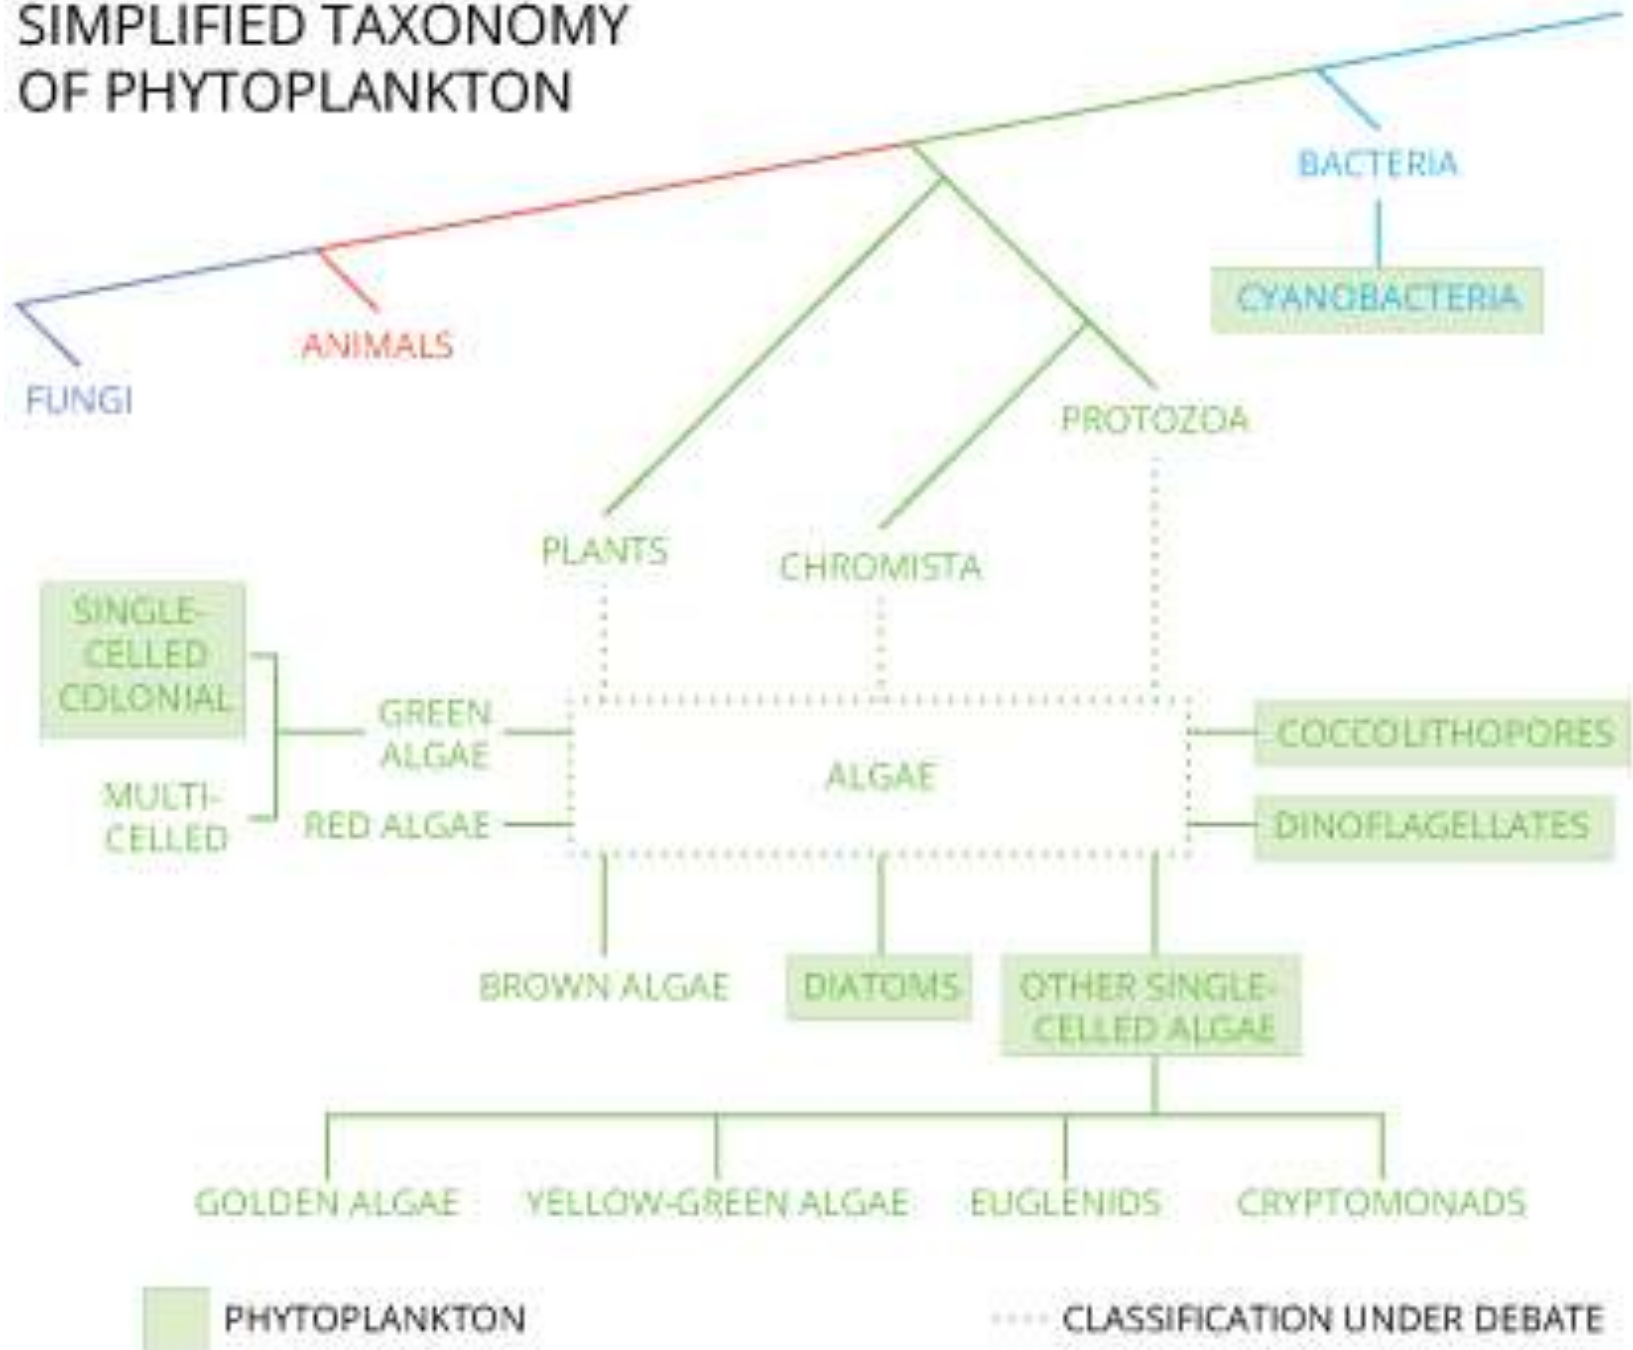 SIMPLIFIED TAXONOMY
OF PHYTOPLANKTON
BACTERIA
CYANOBACTERIA
ANIMALS
FUNGI
PROTOZOA
PLANTS
CHROMISTA
SINGLE-
CELLED
COLONIAL
GREEN
ALGAE
MULTI-
CELLED
RED ALGAE
ALGAE
COCCOLITHOPORES
DINOFLAGELLATES
BROWN ALGAE
DIATOMS
OTHER SINGLE-
CELLED ALGAE
GOLDEN ALGAE
YELLOW-GREEN ALGAE
EUGLENIDS
CRYPTOMONADS
PHYTOPLANKTON
CLASSIFICATION UNDER DEBATE